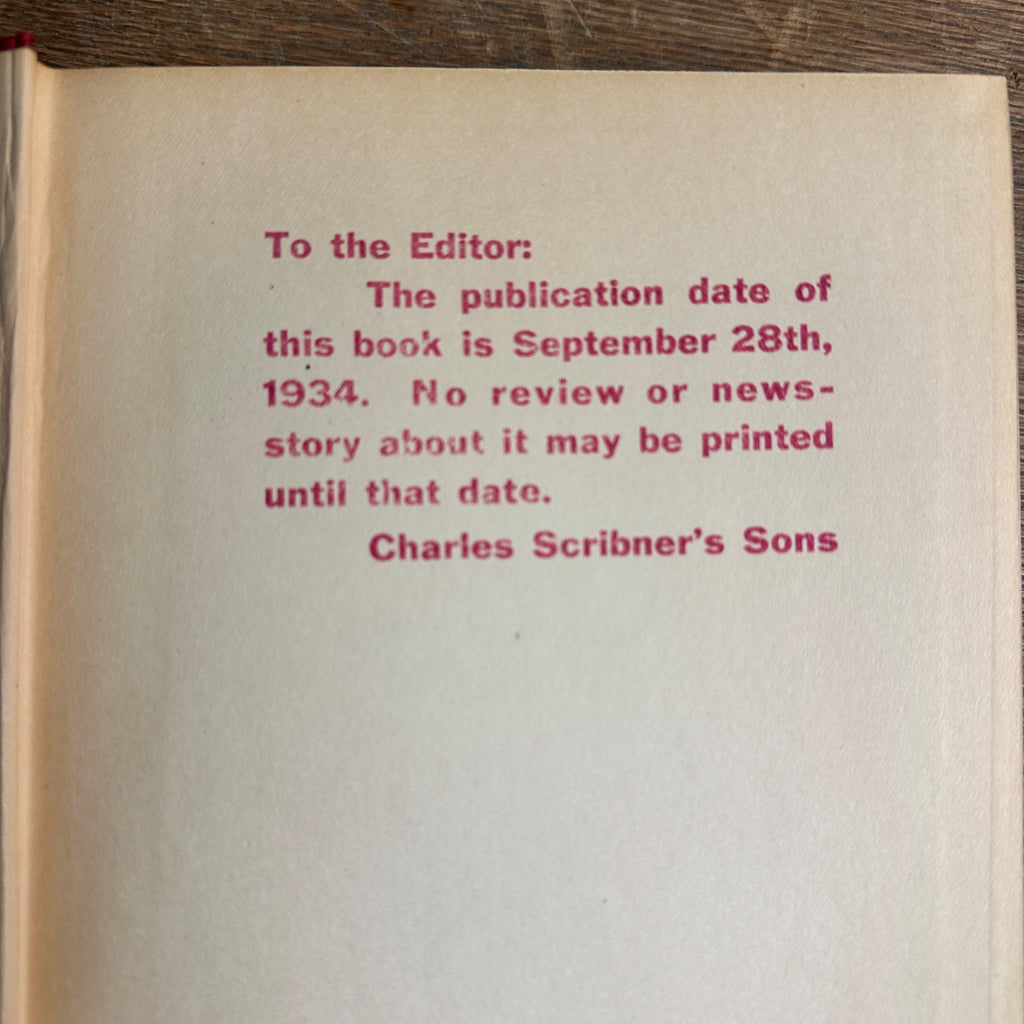 To the Editor:
The publication date of
this book is September 28th,
1934. No review or news-
story about it may be printed
until that date.
Charles Scribner's Sons